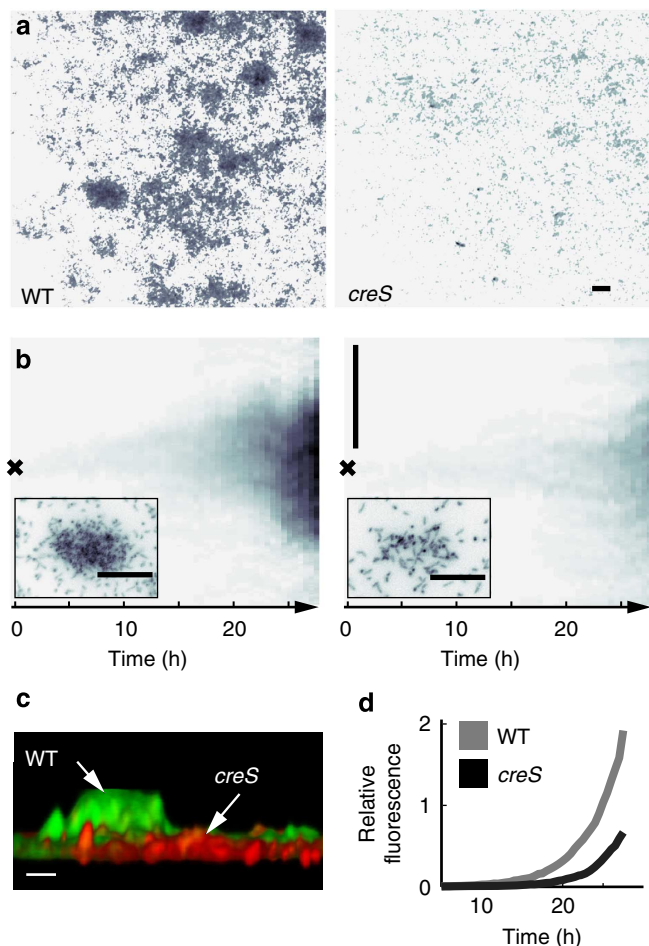 a
WT
creS
b
0 10 20
Time (h)
0 10 20
Time (h)
c
WT
creS
d
WT
creS
Relative
fluorescence
2
1
0
10 20
Time (h)